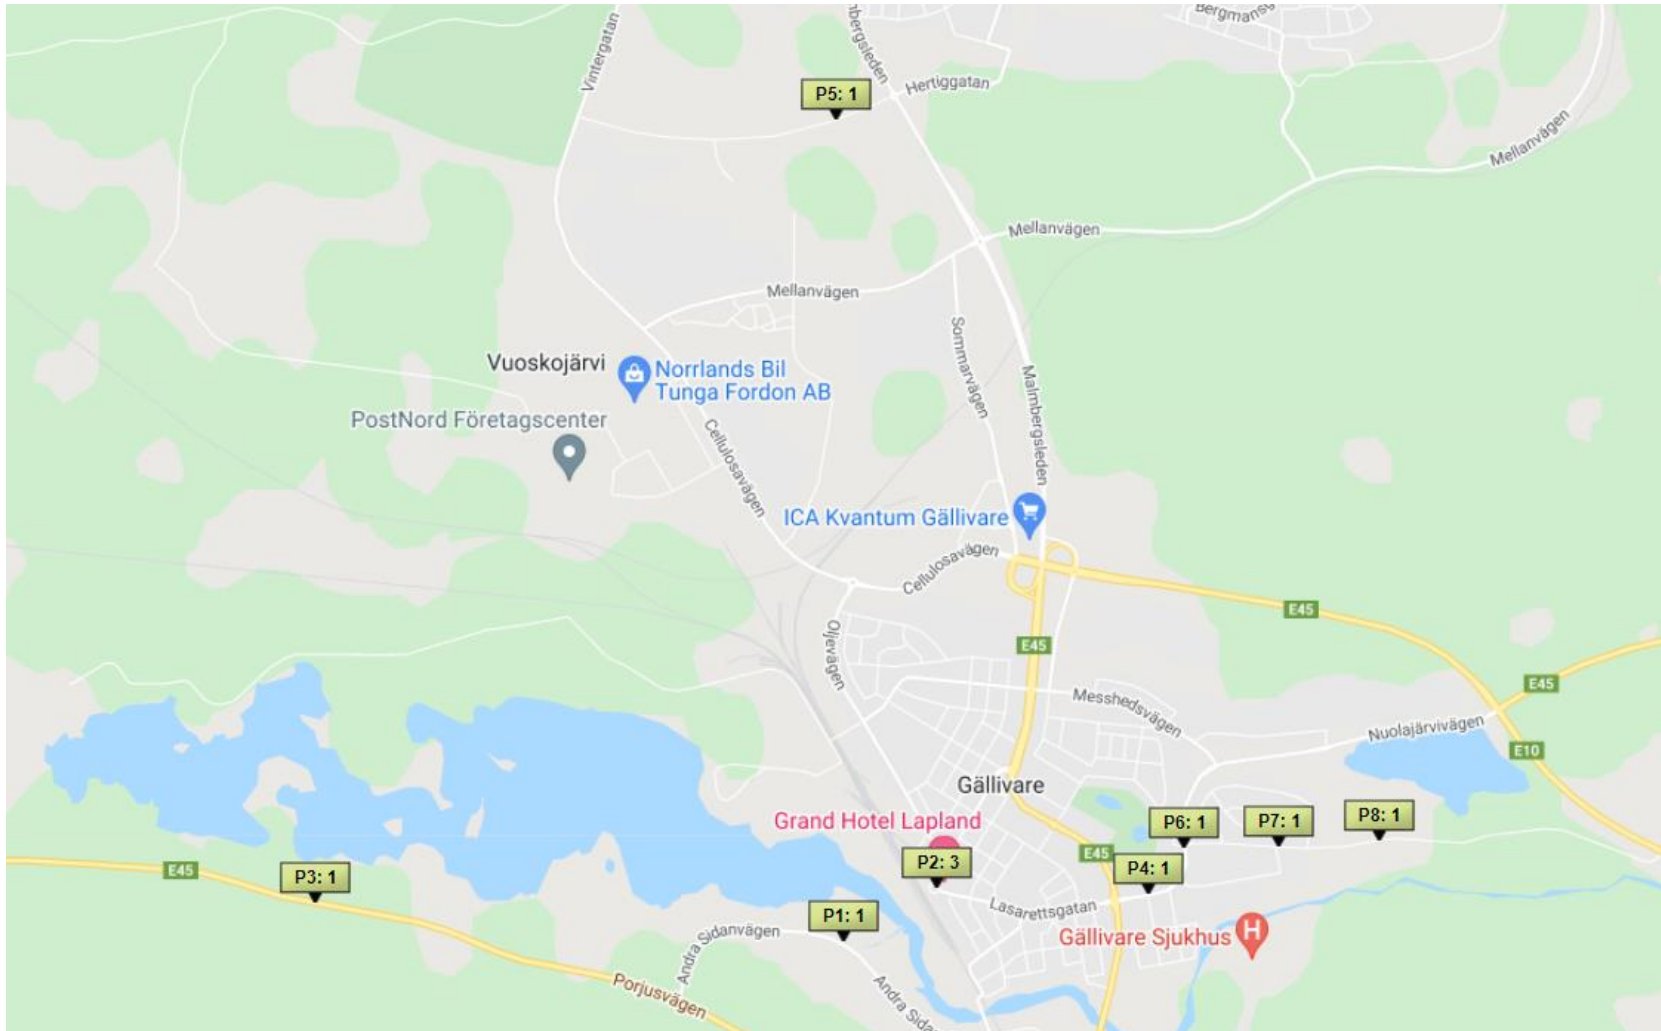 Bergmansg
mbergsleden
Vintergatan
Hertiggatan
P5: 1
Mellanvägen
Mellanvägen
Mellanvägen
Sommarvägen
Vuoskojärvi
Norrlands Bil
Tunga Fordon AB
Malmbergsleden
PostNord Företagscenter
Cellulosavägen
ICA Kvantum Gällivare
Cellulosavägen
E45
Oljevägen
E45
E45
Messhedsvägen
Nuolajärvivägen
E10
Gällivare
Grand Hotel Lapland
P6: 1
P7: 1
P8: 1
E45
P2: 3
P4: 1
E45
P3: 1
Lasarettsgatan
P1: 1
Andra Sidanvägen
Gällivare Sjukhus
H
Porjusvägen
Andra Sida